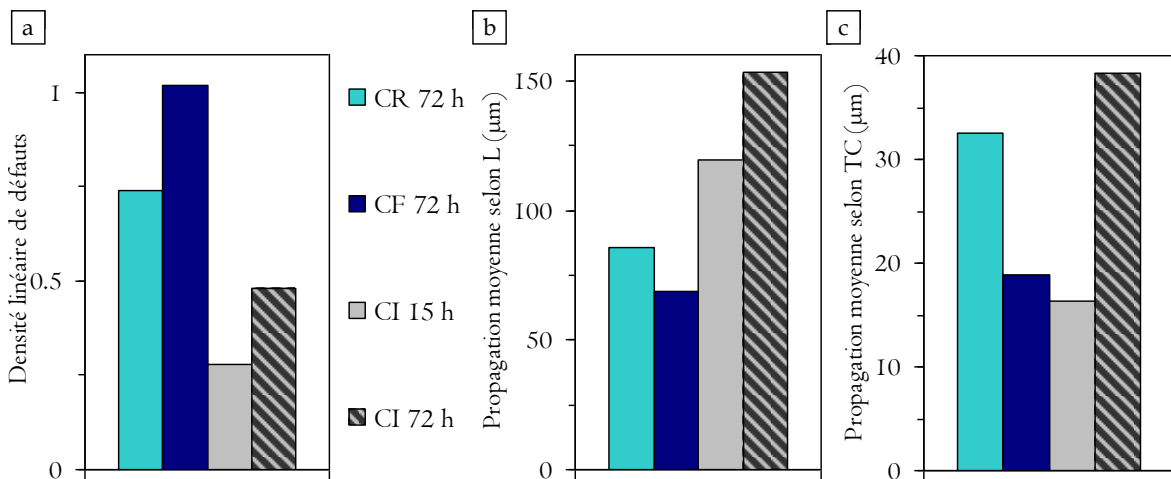 a
Densité linéaire de défauts
1
0.5
0
CR 72 h
CF 72 h
CI 15 h
CI 72 h
b
Propagation moyenne selon L (µm)
150
100
50
0
c
Propagation moyenne selon TC (µm)
40
30
20
10
0